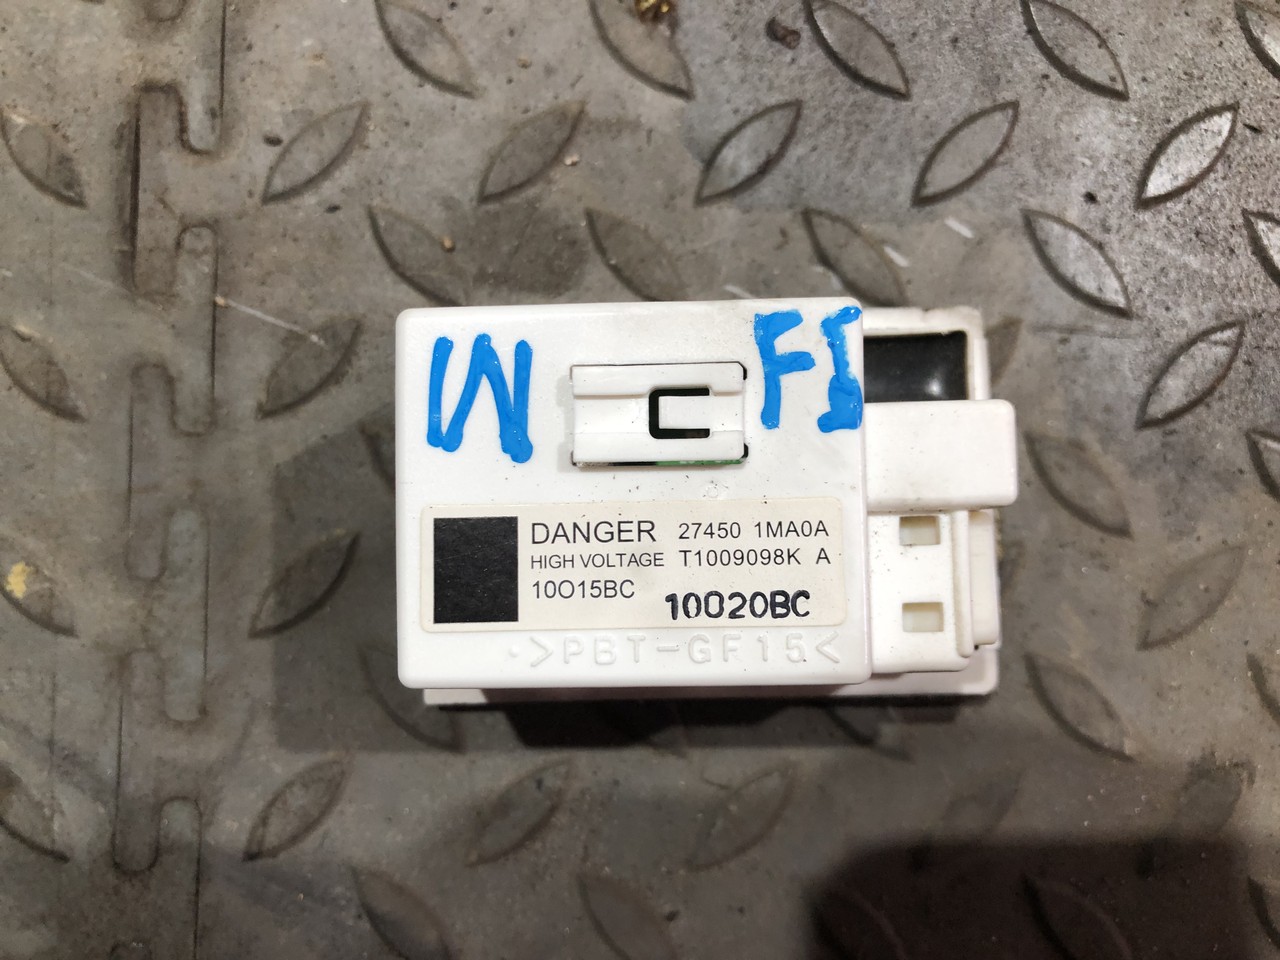 M FI
DANGER 27450 1MA0A
HIGH VOLTAGE T1009098K A
10O15BC 10020BC
>PBT-GF15<